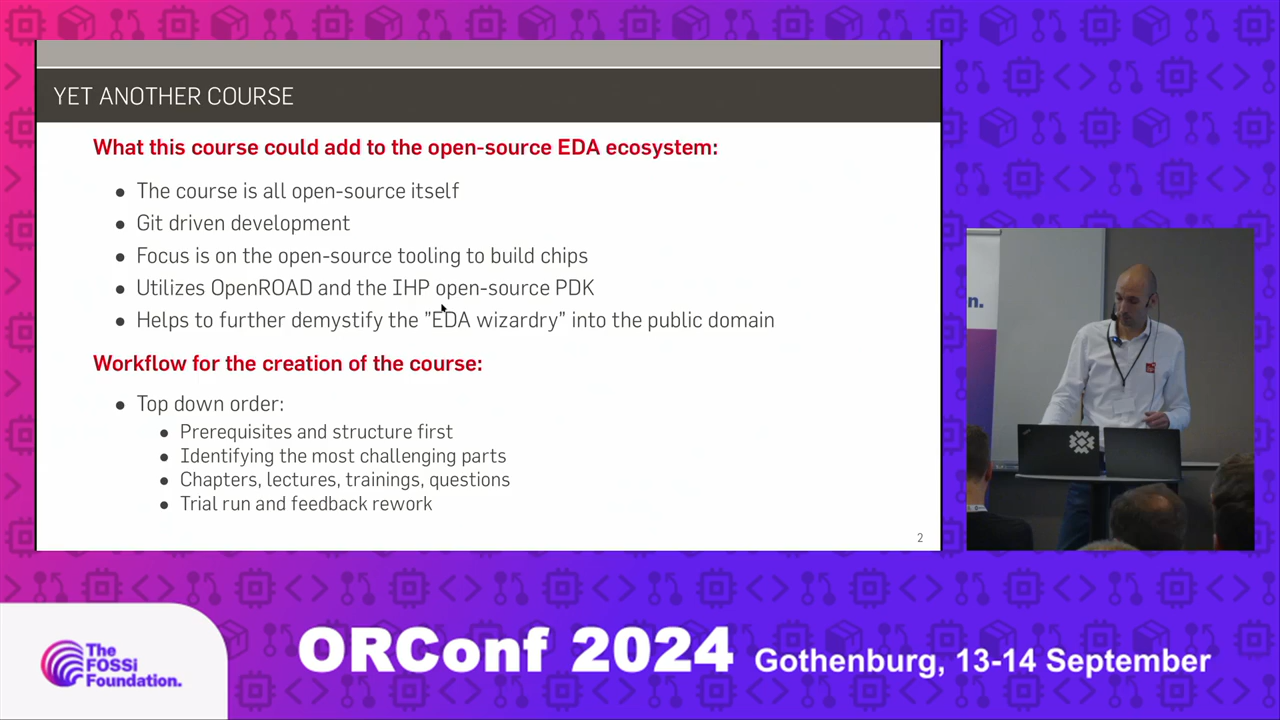 YET ANOTHER COURSE
What this course could add to the open-source EDA ecosystem:
The course is all open-source itself
Git driven development
Focus is on the open-source tooling to build chips
Utilizes OpenROAD and the IHP open-source PDK
Helps to further demystify the "EDA wizardry" into the public domain
Workflow for the creation of the course:
Top down order:
Prerequisites and structure first
Identifying the most challenging parts
Chapters, lectures, trainings, questions
Trial run and feedback rework
2
n.
The
FOSSi
Foundation.
ORConf 2024 Gothenburg, 13-14 September